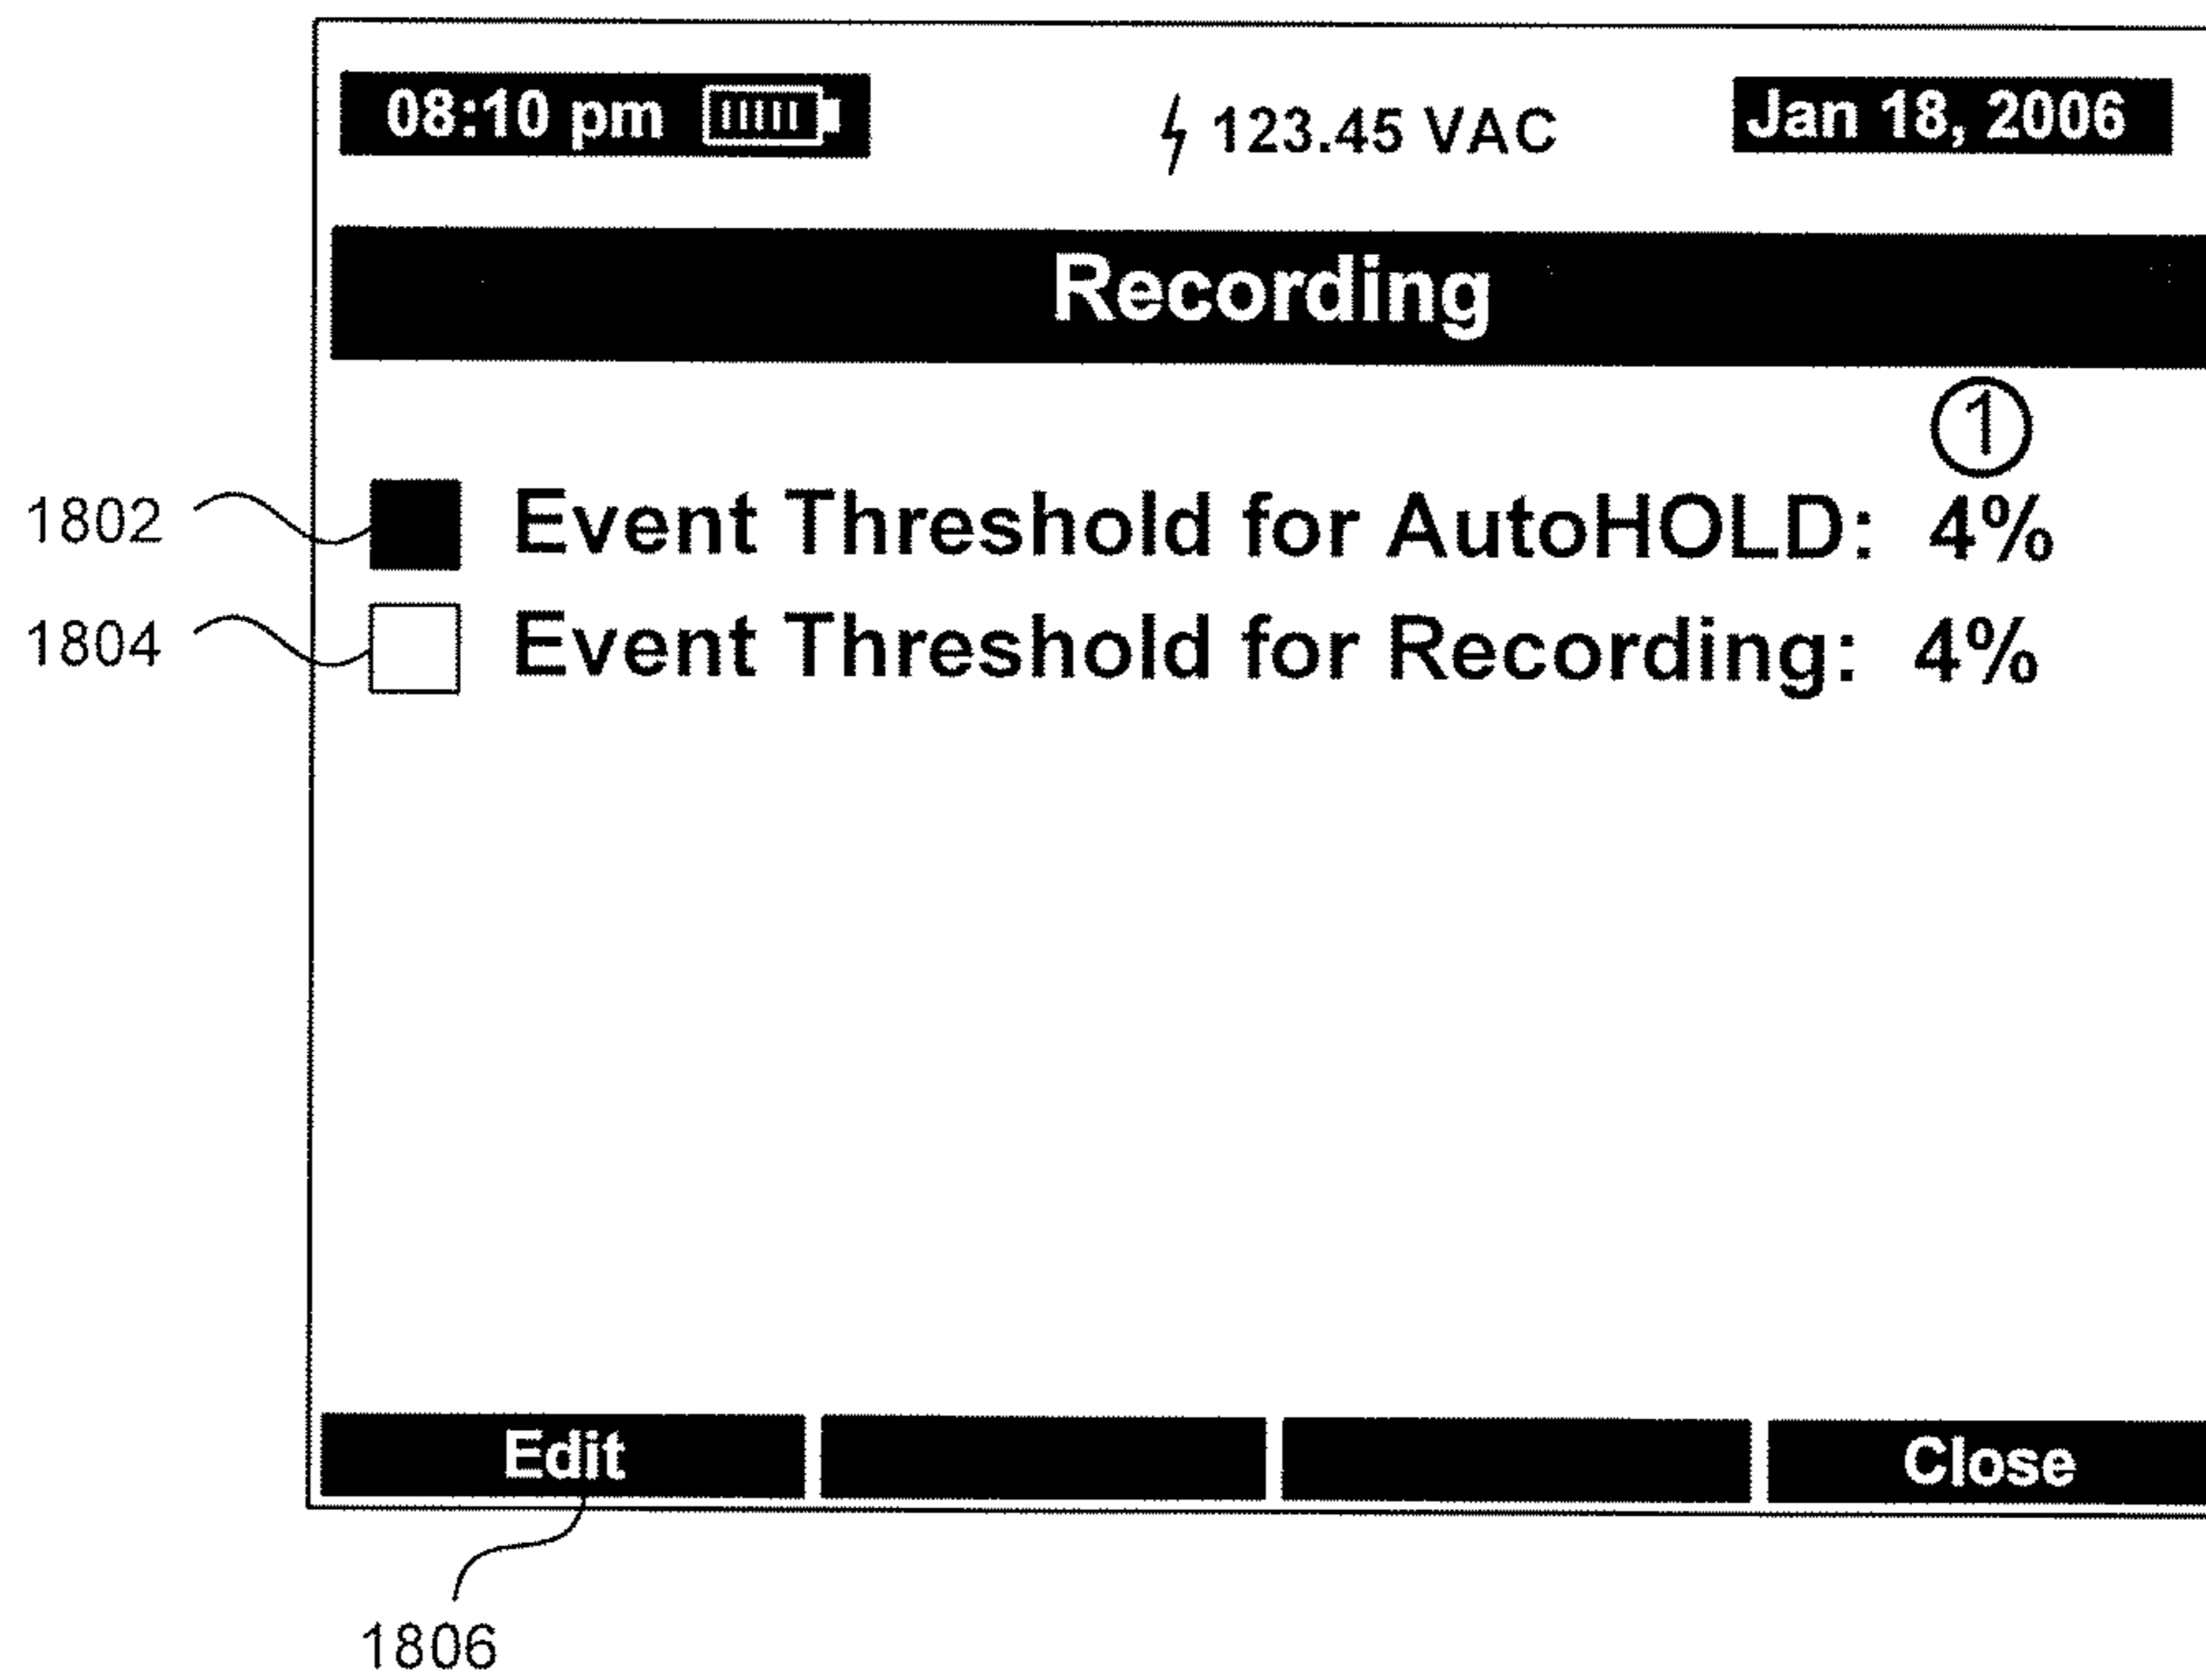 08:10 pm 123.45 VAC Jan 18, 2006
Recording
1
1802 Event Threshold for AutoHOLD: 4%
1804 Event Threshold for Recording: 4%
Edit Close
1806